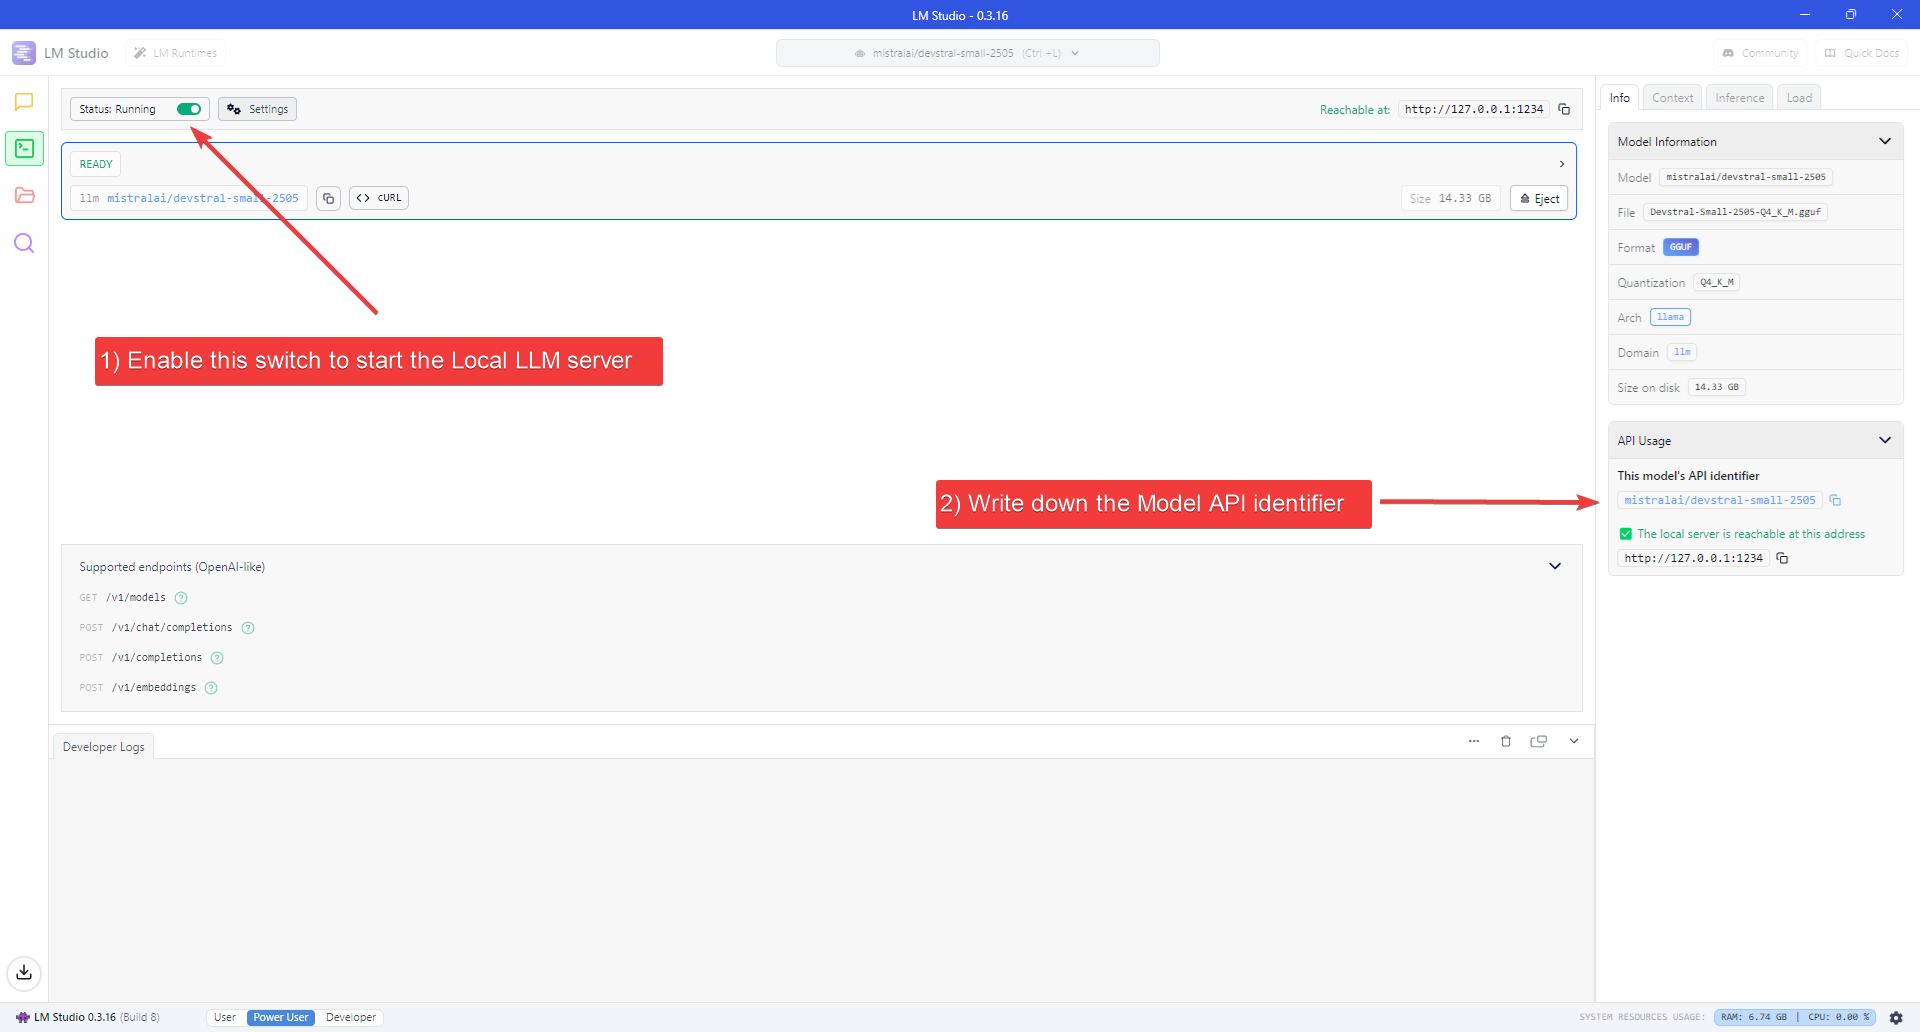 LM Studio - 0.3.16
LM Studio
LM Runtimes
mistralai/devstral-small-2505 (Ctrl +L)
Community
Quick Docs
Status: Running
Settings
Reachable at: http://127.0.0.1:1234
READY
llm mistralai/devstral-small-2505
<> cURL
Size 14.33 GB
Eject
1) Enable this switch to start the Local LLM server
2) Write down the Model API identifier
Supported endpoints (OpenAI-like)
GET /v1/models ?
POST /v1/chat/completions ?
POST /v1/completions ?
POST /v1/embeddings ?
Developer Logs
Info
Context
Inference
Load
Model Information
Model mistralai/devstral-small-2505
File Devstral-Small-2505-Q4_K_M.gguf
Format GGUF
Quantization Q4_K_M
Arch llama
Domain llm
Size on disk 14.33 GB
API Usage
This model's API identifier
mistralai/devstral-small-2505
The local server is reachable at this address
http://127.0.0.1:1234
LM Studio 0.3.16 (Build 8)
User
Power User
Developer
SYSTEM RESOURCES USAGE: RAM: 6.74 GB | CPU: 0.00 %